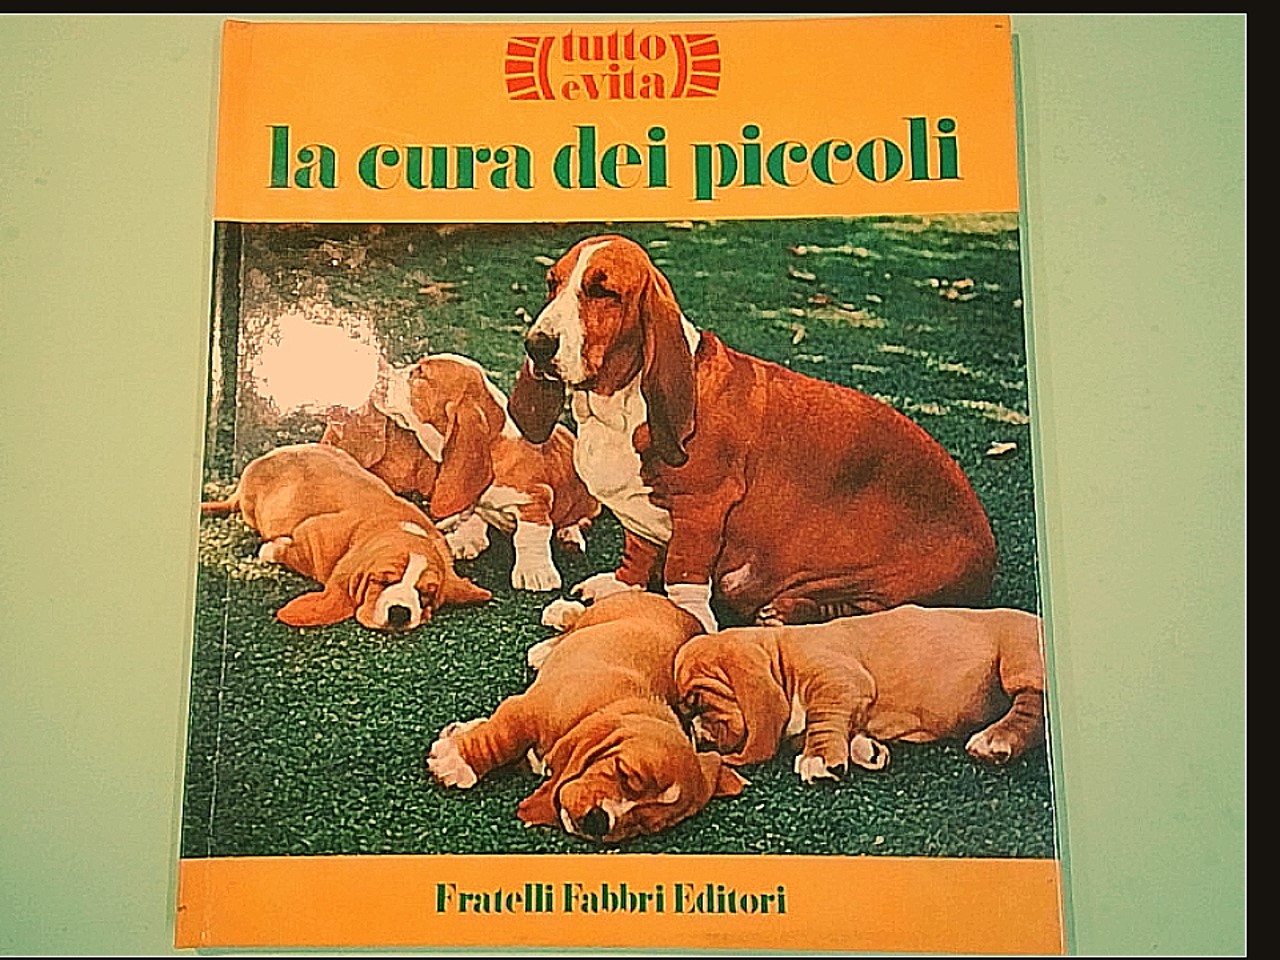 tutto
è vita
la cura dei piccoli
Fratelli Fabbri Editori